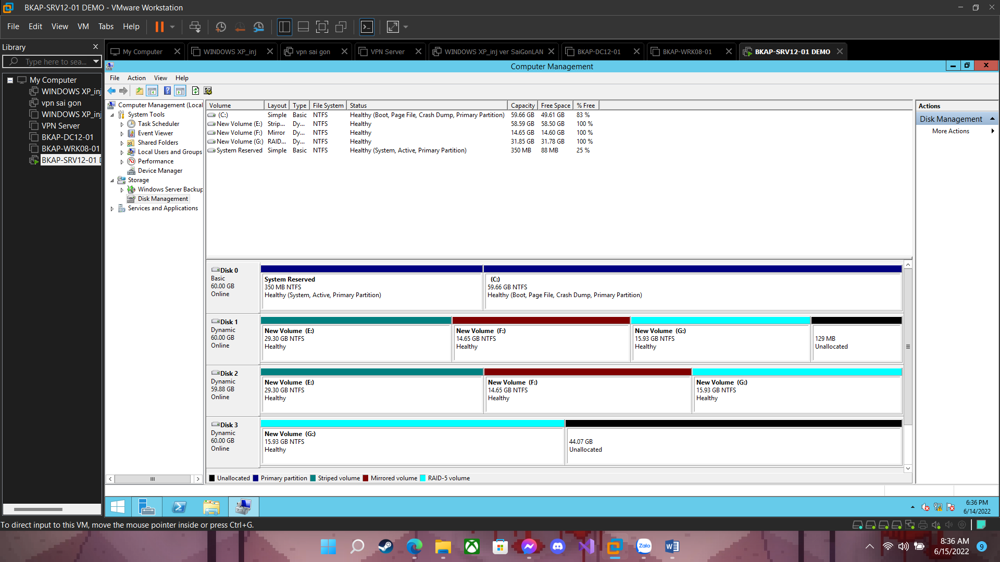 BKAP-SRV12-01 DEMO - VMware Workstation
File Edit View VM Tabs Help
Library
Type here to sea...
My Computer
WINDOWS XP_inj
vpn sai gon
WINDOWS XP_inj
VPN Server
BKAP-DC12-01
BKAP-WRK08-01
BKAP-SRV12-01 D
My Computer WINDOWS XP_inj vpn sai gon VPN Server WINDOWS XP_inj ver SaiGonLAN BKAP-DC12-01 BKAP-WRK08-01 BKAP-SRV12-01 DEMO
Computer Management
File Action View Help
Computer Management (Local
System Tools
Task Scheduler
Event Viewer
Shared Folders
Local Users and Groups
Performance
Device Manager
Storage
Windows Server Backup
Disk Management
Services and Applications
Volume Layout Type File System Status Capacity Free Space % Free
(C:) Simple Basic NTFS Healthy (Boot, Page File, Crash Dump, Primary Partition) 59.66 GB 49.61 GB 83 %
New Volume (E:) Strip... Dy... NTFS Healthy 58.59 GB 58.50 GB 100 %
New Volume (F:) Mirror Dy... NTFS Healthy 14.65 GB 14.60 GB 100 %
New Volume (G:) RAID... Dy... NTFS Healthy 31.85 GB 31.78 GB 100 %
System Reserved Simple Basic NTFS Healthy (System, Active, Primary Partition) 350 MB 88 MB 25 %
Actions
Disk Management
More Actions
Disk 0
Basic
60.00 GB
Online
System Reserved
350 MB NTFS
Healthy (System, Active, Primary Partition)
(C:)
59.66 GB NTFS
Healthy (Boot, Page File, Crash Dump, Primary Partition)
Disk 1
Dynamic
60.00 GB
Online
New Volume (E:)
29.30 GB NTFS
Healthy
New Volume (F:)
14.65 GB NTFS
Healthy
New Volume (G:)
15.93 GB NTFS
Healthy
129 MB
Unallocated
Disk 2
Dynamic
59.88 GB
Online
New Volume (E:)
29.30 GB NTFS
Healthy
New Volume (F:)
14.65 GB NTFS
Healthy
New Volume (G:)
15.93 GB NTFS
Healthy
Disk 3
Dynamic
60.00 GB
Online
New Volume (G:)
15.93 GB NTFS
Healthy
44.07 GB
Unallocated
Unallocated Primary partition Striped volume Mirrored volume RAID-5 volume
6:36 PM
6/14/2022
To direct input to this VM, move the mouse pointer inside or press Ctrl+G.
Zalo
8:36 AM
6/15/2022
9